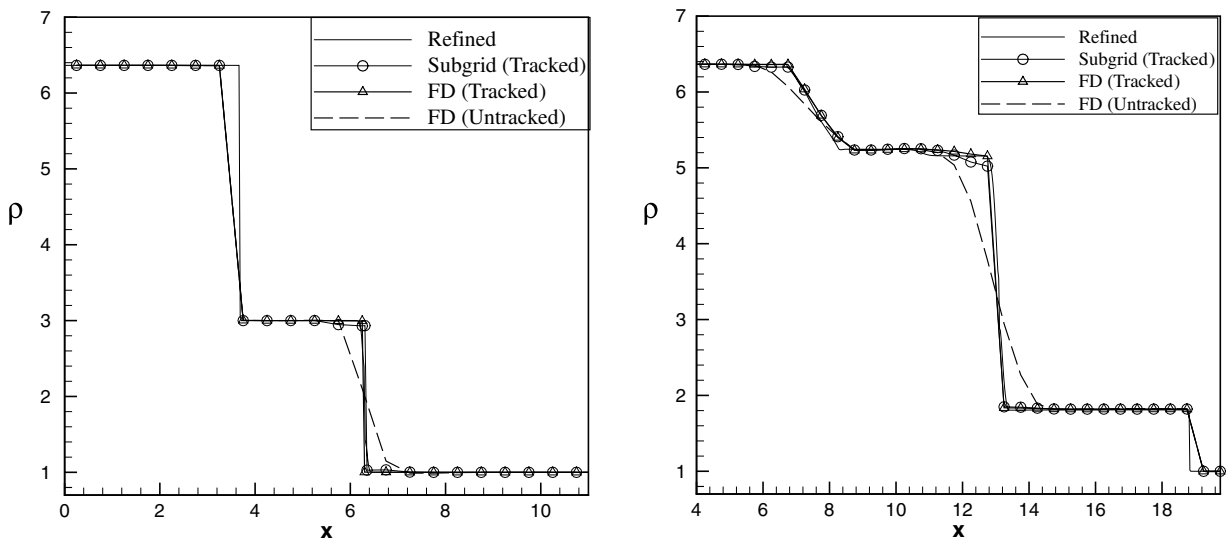 7
6
5
4
3
2
1
ρ
0
2
4
6
8
10
x
Refined
Subgrid (Tracked)
FD (Tracked)
FD (Untracked)
7
6
5
4
3
2
1
ρ
4
6
8
10
12
14
16
18
x
Refined
Subgrid (Tracked)
FD (Tracked)
FD (Untracked)